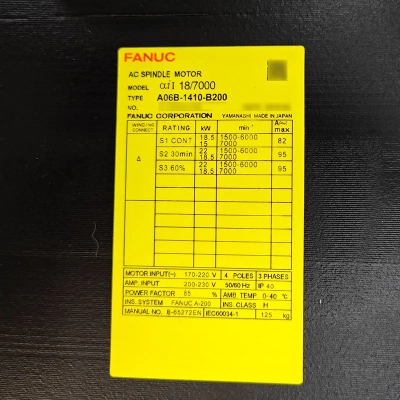 FANUC
AC SPINDLE MOTOR
MODEL αiI 18/7000
TYPE A06B-1410-B200
NO.
FANUC CORPORATION YAMANASHI MADE IN JAPAN
WINDING CONNECT RATING kW min⁻¹ A(~) max
Δ
S1 CONT 18.5 1500-6000 82
15 7000
S2 30min 22 1500-6000 95
18.5 7000
S3 60% 22 1500-6000 95
18.5 7000
MOTOR INPUT(~) 170-220 V 4 POLES 3 PHASES
AMP. INPUT 200-230 V 50/60 Hz IP 40
POWER FACTOR 85 % AMB. TEMP 0-40 ℃
INS. SYSTEM FANUC A-200 INS. CLASS H
MANUAL NO. B-65272EN IEC60034-1 125 kg